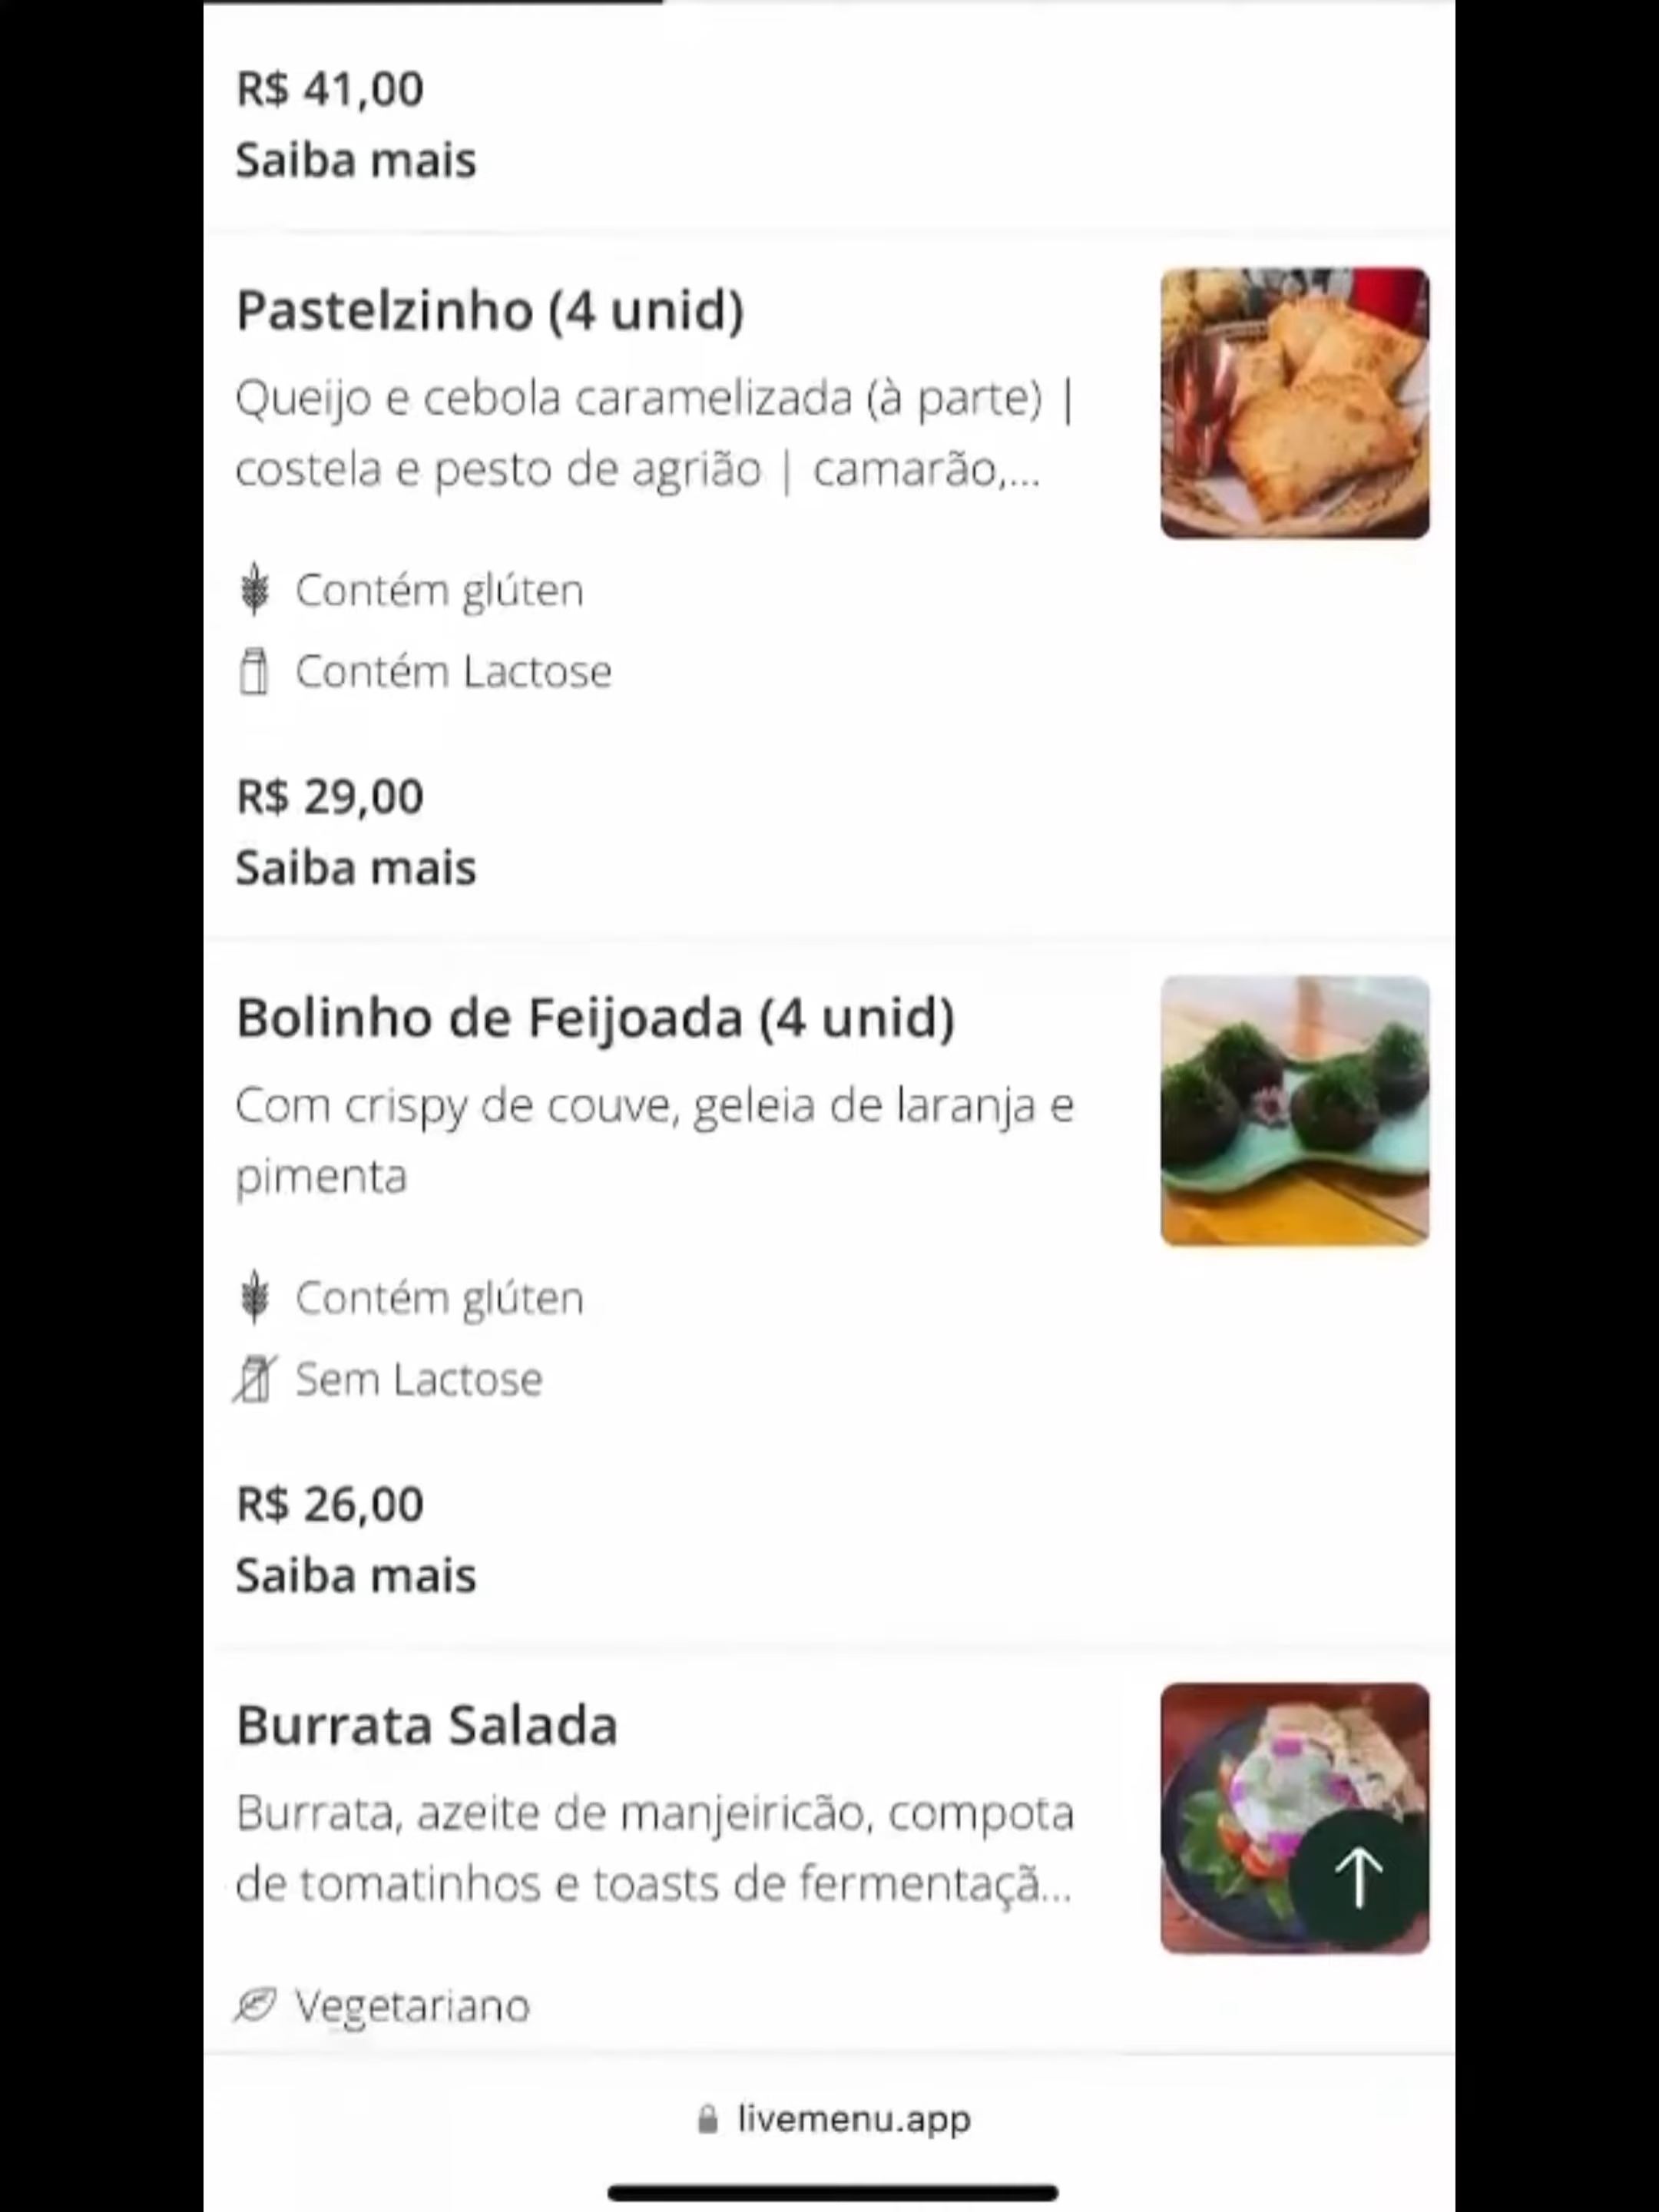 R$ 41,00
Saiba mais
Pastelzinho (4 unid)
Queijo e cebola caramelizada (à parte) |
costela e pesto de agrião | camarão,...
Contém glúten
Contém Lactose
R$ 29,00
Saiba mais
Bolinho de Feijoada (4 unid)
Com crispy de couve, geleia de laranja e
pimenta
Contém glúten
Sem Lactose
R$ 26,00
Saiba mais
Burrata Salada
Burrata, azeite de manjeiricão, compota
de tomatinhos e toasts de fermentaçã...
Vegetariano
livemenu.app